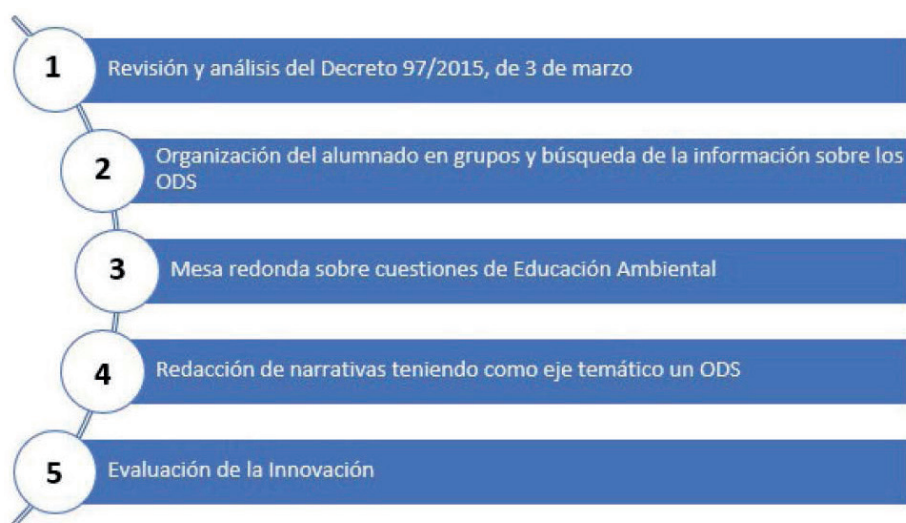 1
Revisión y análisis del Decreto 97/2015, de 3 de marzo
2
Organización del alumnado en grupos y búsqueda de la información sobre los
ODS
3
Mesa redonda sobre cuestiones de Educación Ambiental
4
Redacción de narrativas teniendo como eje temático un ODS
5
Evaluación de la Innovación